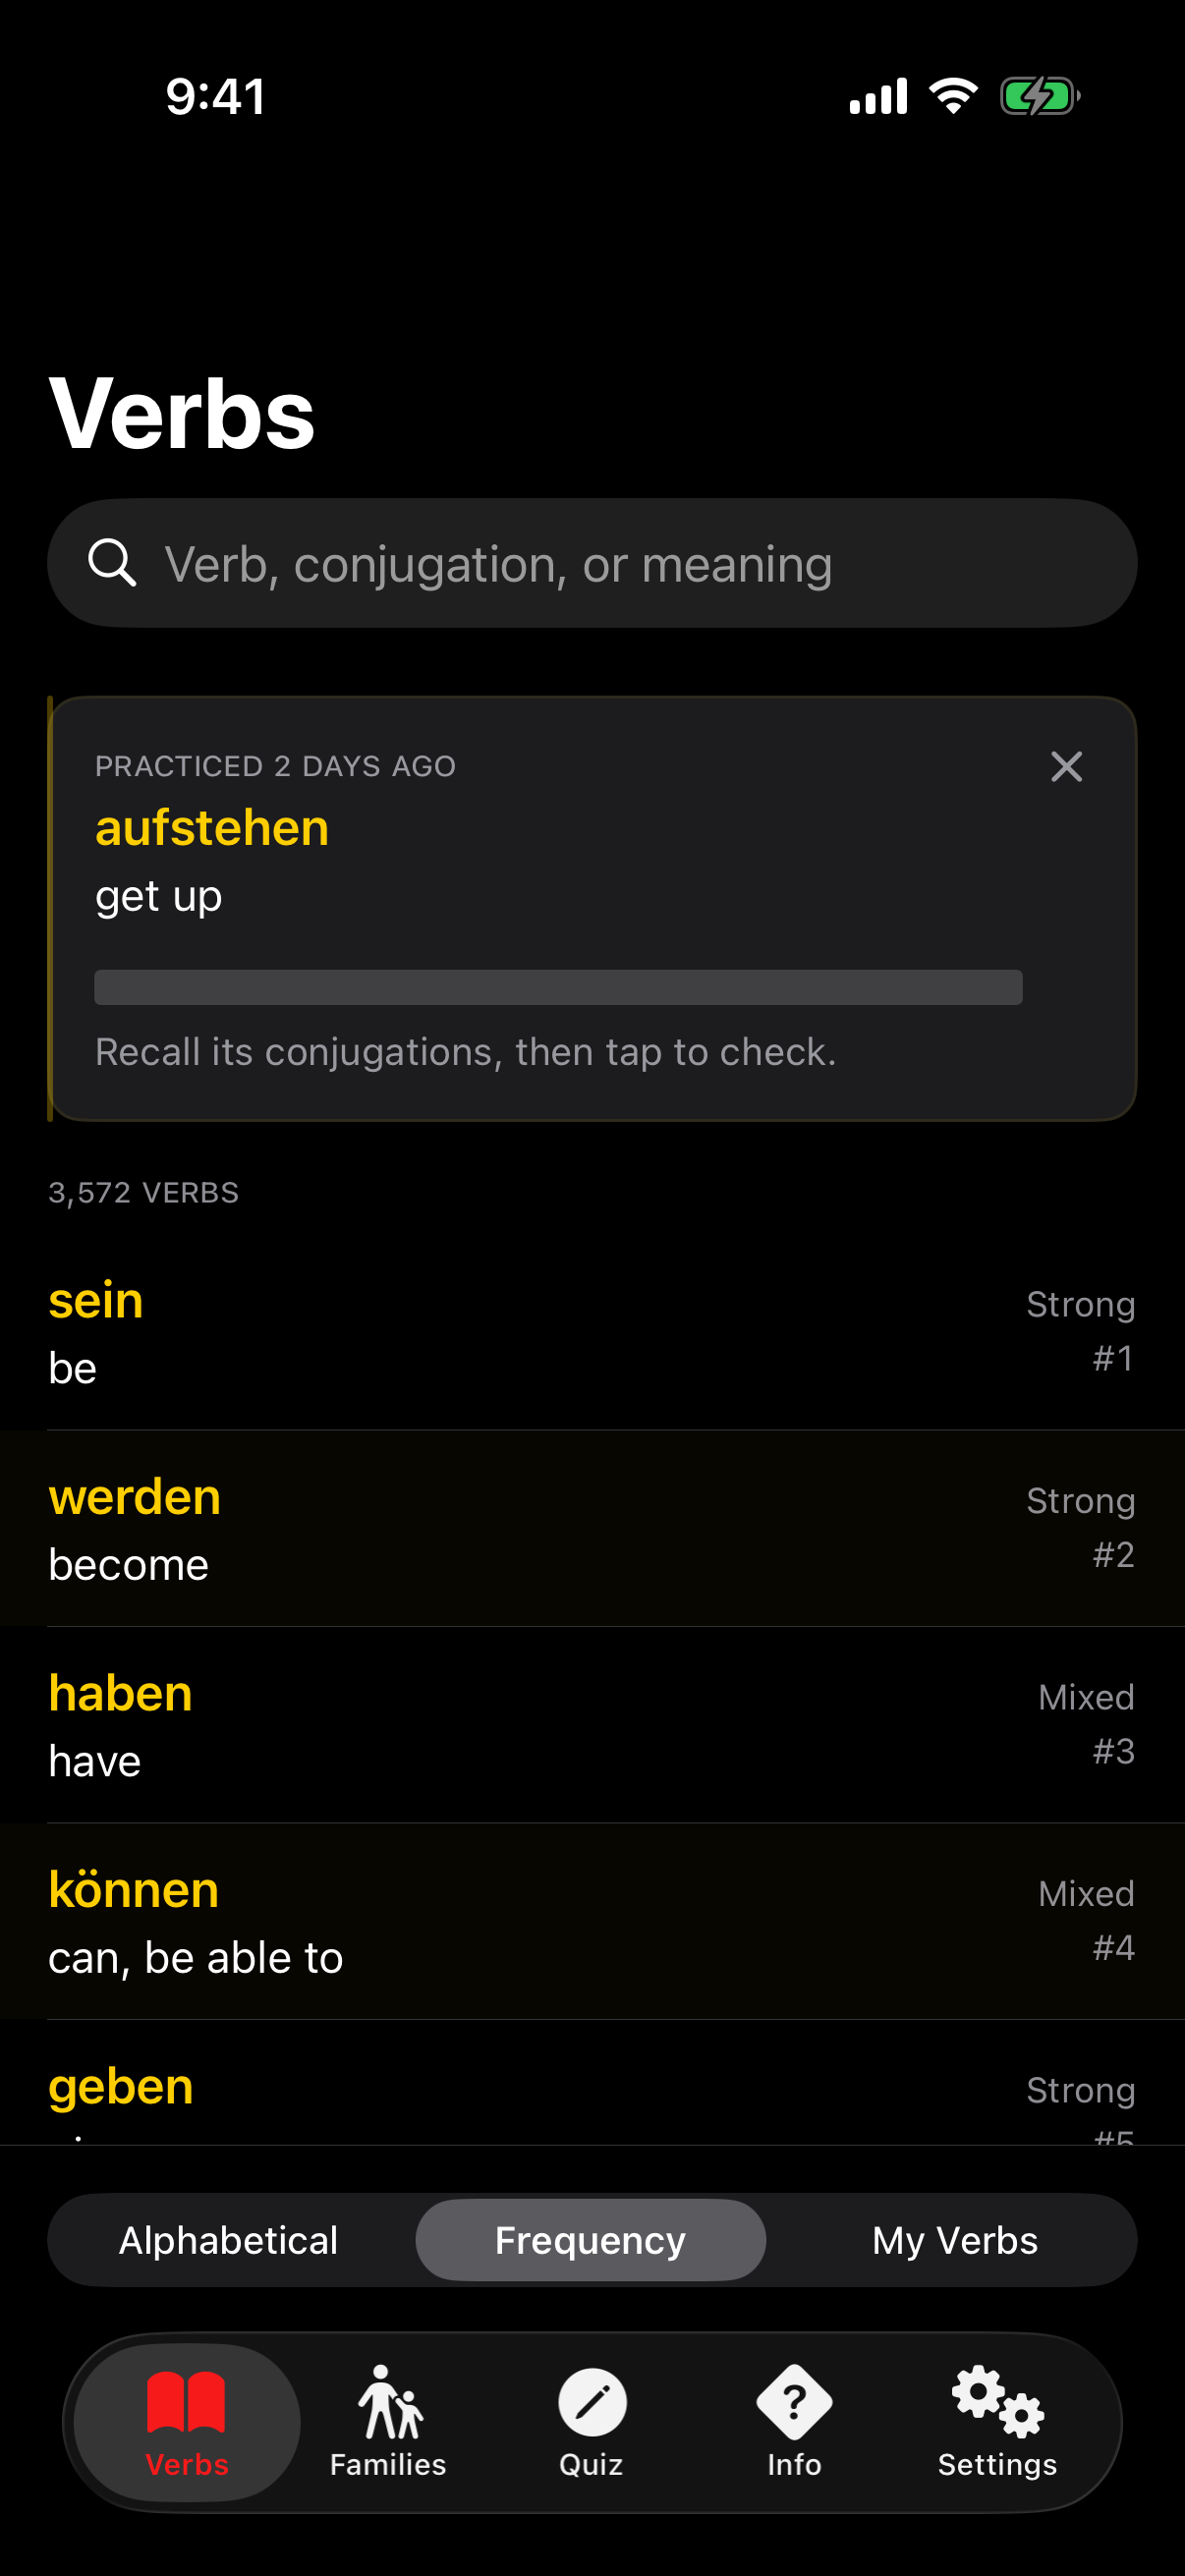 9:41
Verbs
Verb, conjugation, or meaning
PRACTICED 2 DAYS AGO
aufstehen
get up
Recall its conjugations, then tap to check.
3,572 VERBS
sein
Strong
be
#1
werden
Strong
become
#2
haben
Mixed
have
#3
können
Mixed
can, be able to
#4
geben
Strong
#5
Alphabetical
Frequency
My Verbs
Verbs
Families
Quiz
Info
Settings